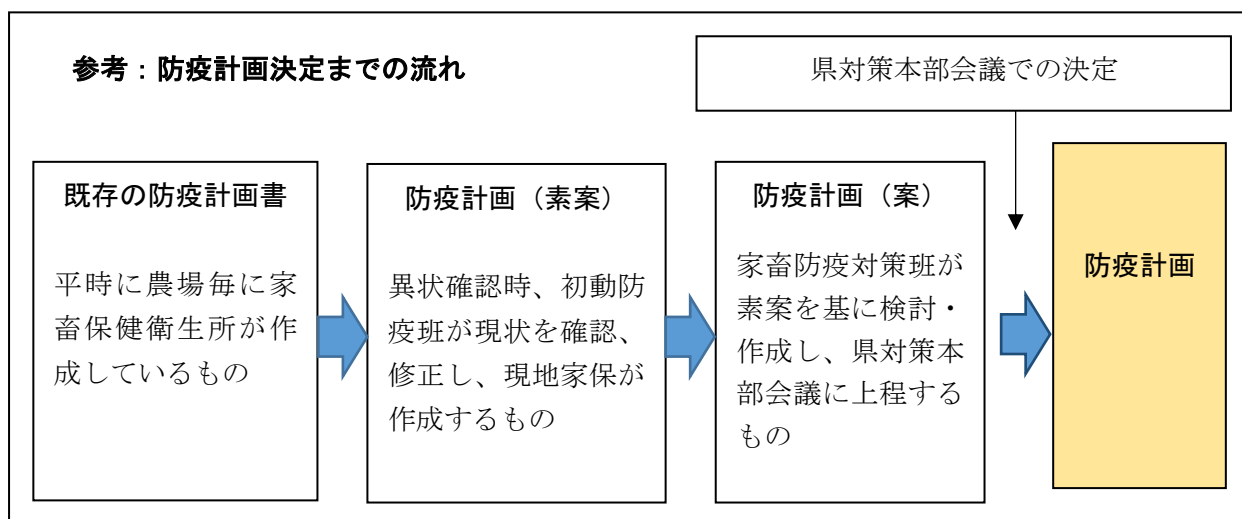 参考：防疫計画決定までの流れ
県対策本部会議での決定
既存の防疫計画書
平時に農場毎に家
畜保健衛生所が作
成しているもの
防疫計画（素案）
異状確認時、初動防
疫班が現状を確認、
修正し、現地家保が
作成するもの
防疫計画（案）
家畜防疫対策班が
素案を基に検討・
作成し、県対策本
部会議に上程する
もの
防疫計画